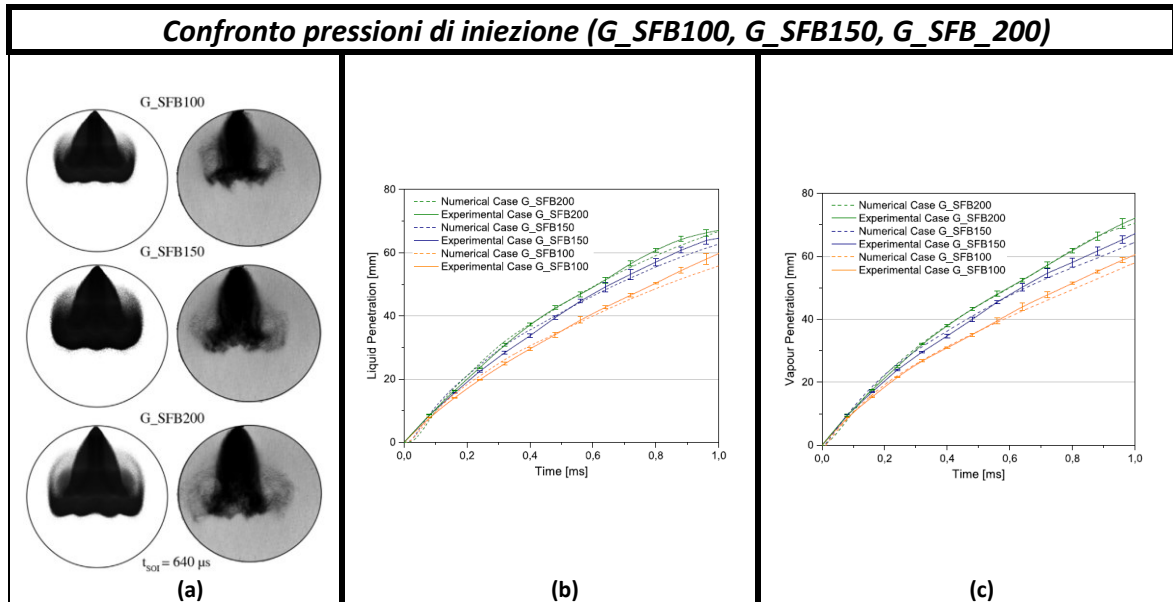 Confronto pressioni di iniezione (G_SFB100, G_SFB150, G_SFB_200)
G_SFB100
G_SFB150
G_SFB200
tSOI = 640 µs
(a)
80
60
40
20
0
Liquid Penetration [mm]
Numerical Case G_SFB200
Experimental Case G_SFB200
Numerical Case G_SFB150
Experimental Case G_SFB150
Numerical Case G_SFB100
Experimental Case G_SFB100
0,0 0,2 0,4 0,6 0,8 1,0
Time [ms]
(b)
80
60
40
20
0
Vapour Penetration [mm]
Numerical Case G_SFB200
Experimental Case G_SFB200
Numerical Case G_SFB150
Experimental Case G_SFB150
Numerical Case G_SFB100
Experimental Case G_SFB100
0,0 0,2 0,4 0,6 0,8 1,0
Time [ms]
(c)